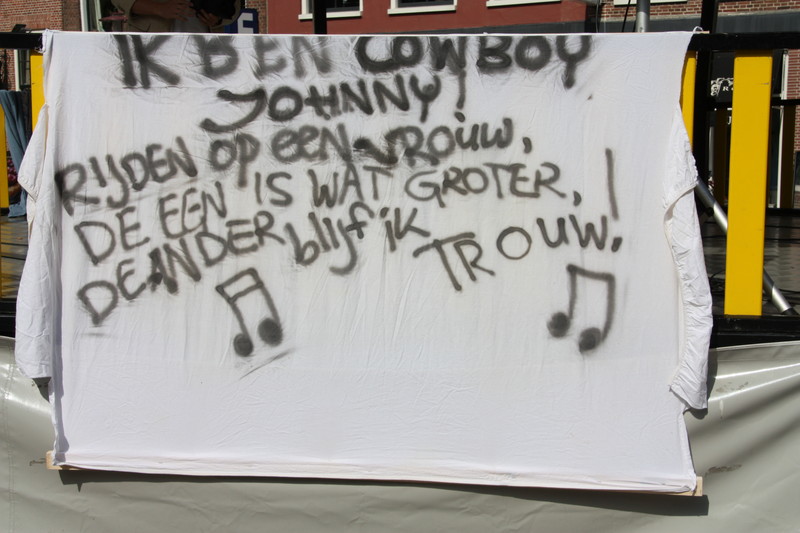 IK BEN COWBOY
JOHNNY!
RIJDEN OP EEN VROUW,
DE EEN IS WAT GROTER,
DE ANDER blijf ik TROUW!